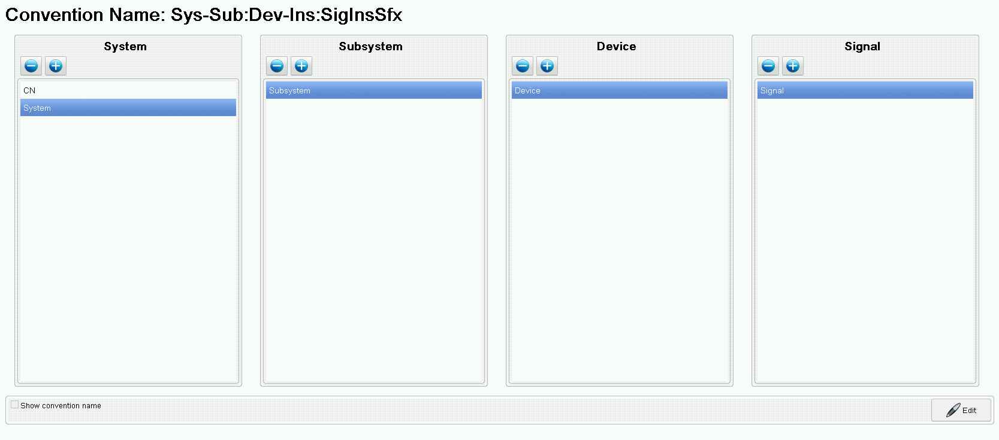 Convention Name: Sys-Sub:Dev-Ins:SigInsSfx
System
CN
System
Subsystem
Subsystem
Device
Device
Signal
Signal
Show convention name
Edit